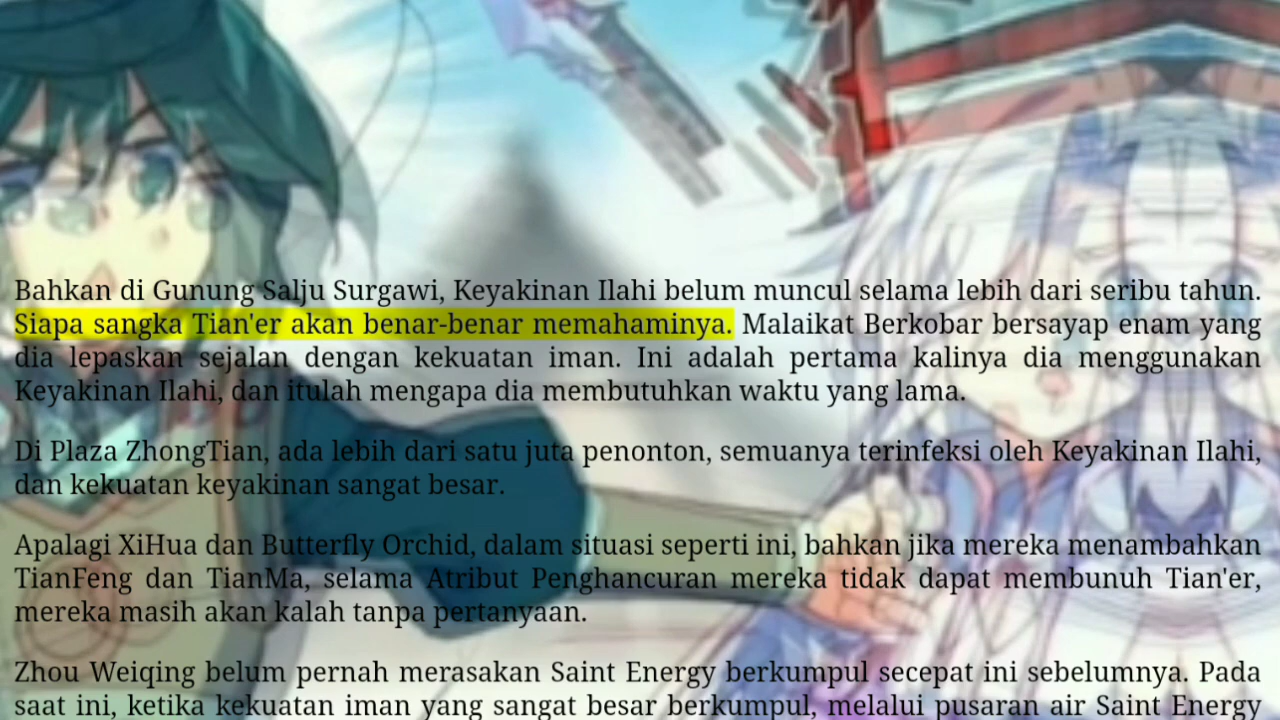 Bahkan di Gunung Salju Surgawi, Keyakinan Ilahi belum muncul selama lebih dari seribu tahun.
Siapa sangka Tian'er akan benar-benar memahaminya. Malaikat Berkobar bersayap enam yang
dia lepaskan sejalan dengan kekuatan iman. Ini adalah pertama kalinya dia menggunakan
Keyakinan Ilahi, dan itulah mengapa dia membutuhkan waktu yang lama.
Di Plaza ZhongTian, ada lebih dari satu juta penonton, semuanya terinfeksi oleh Keyakinan Ilahi,
dan kekuatan keyakinan sangat besar.
Apalagi XiHua dan Butterfly Orchid, dalam situasi seperti ini, bahkan jika mereka menambahkan
TianFeng dan TianMa, selama Atribut Penghancuran mereka tidak dapat membunuh Tian'er,
mereka masih akan kalah tanpa pertanyaan.
Zhou Weiqing belum pernah merasakan Saint Energy berkumpul secepat ini sebelumnya. Pada
saat ini, ketika kekuatan iman yang sangat besar berkumpul, melalui pusaran air Saint Energy